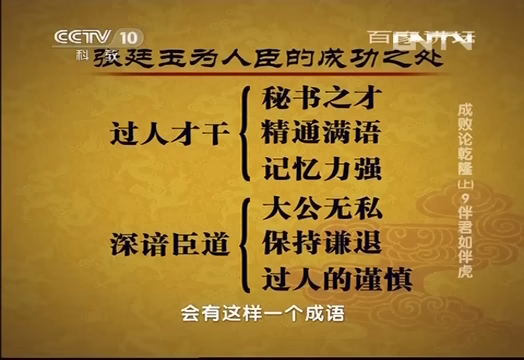 CCTV 10
科教
百家讲坛
CNTV
张廷玉为人臣的成功之处
过人才干
秘书之才
精通满语
记忆力强
深谙臣道
大公无私
保持谦退
过人的谨慎
成败论乾隆(上)9伴君如伴虎
会有这样一个成语